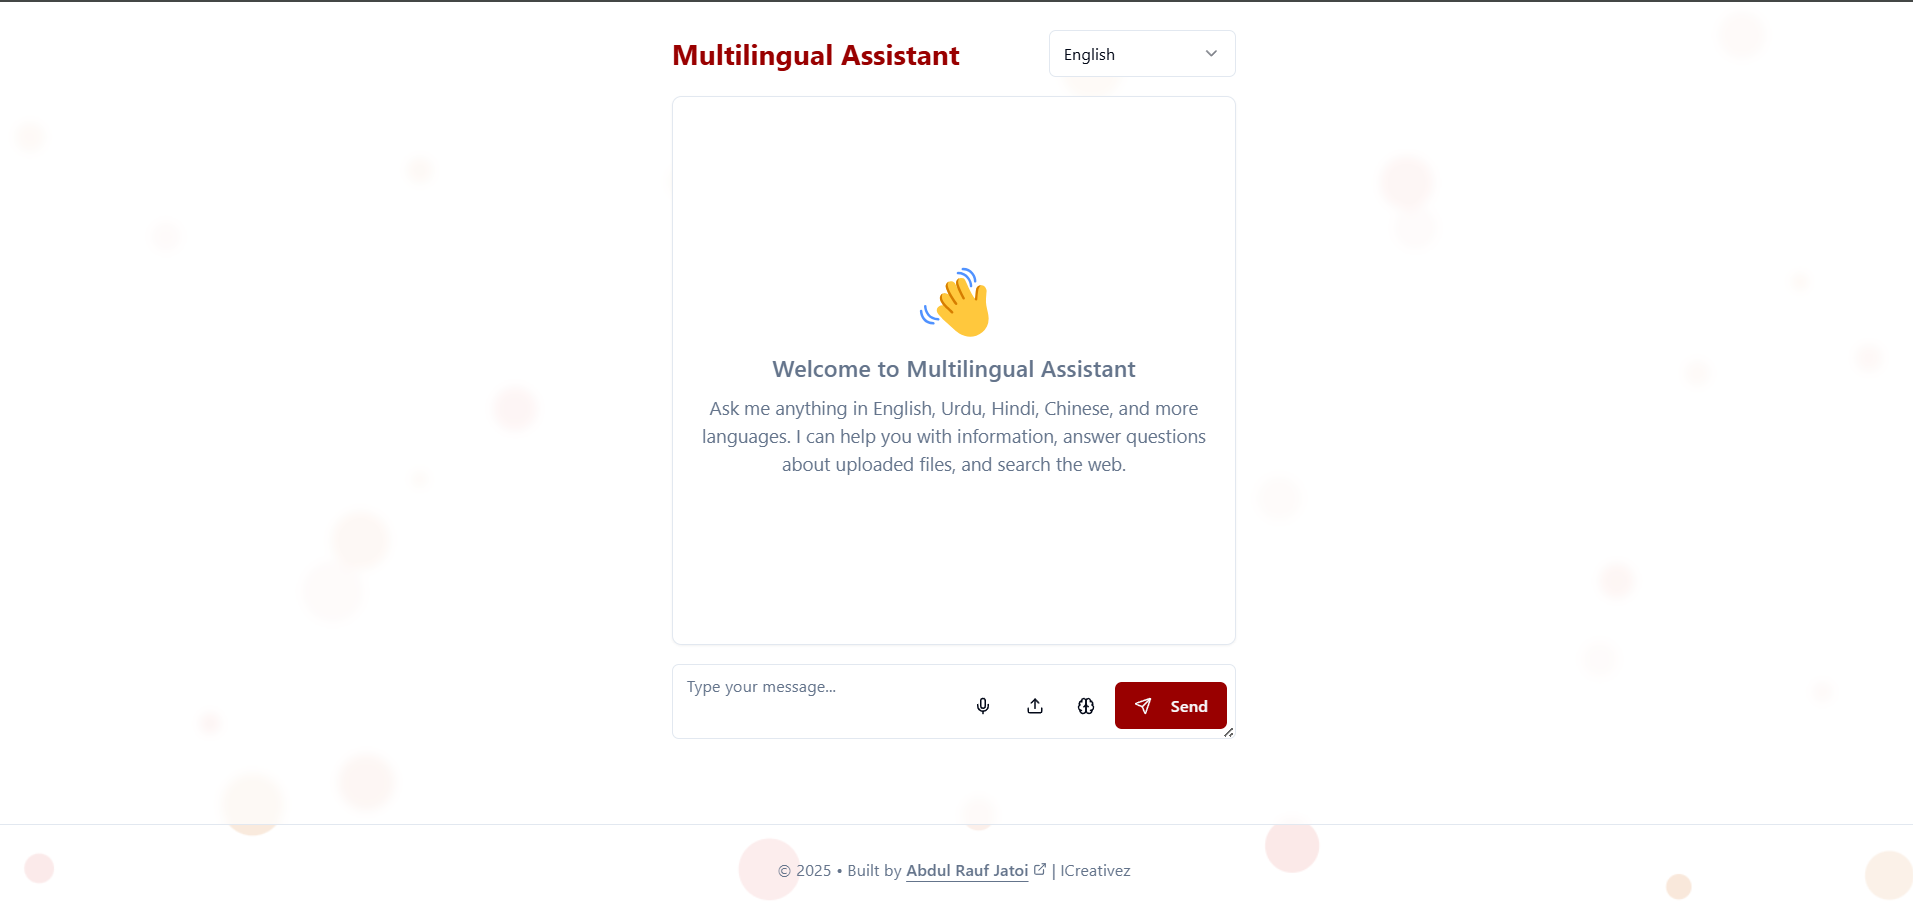 Multilingual Assistant
English
Welcome to Multilingual Assistant
Ask me anything in English, Urdu, Hindi, Chinese, and more
languages. I can help you with information, answer questions
about uploaded files, and search the web.
Type your message...
Send
© 2025 • Built by Abdul Rauf Jatoi | ICreativez